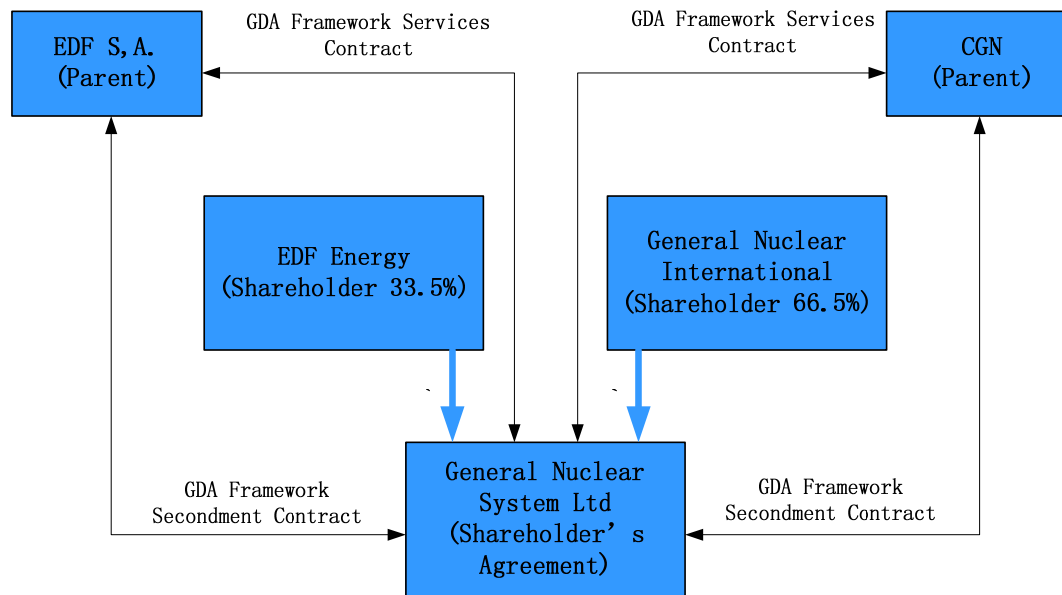 EDF S,A.
(Parent)
GDA Framework Services
Contract
GDA Framework Services
Contract
CGN
(Parent)
EDF Energy
(Shareholder 33.5%)
General Nuclear
International
(Shareholder 66.5%)
General Nuclear
System Ltd
(Shareholder’s
Agreement)
GDA Framework
Secondment Contract
GDA Framework
Secondment Contract